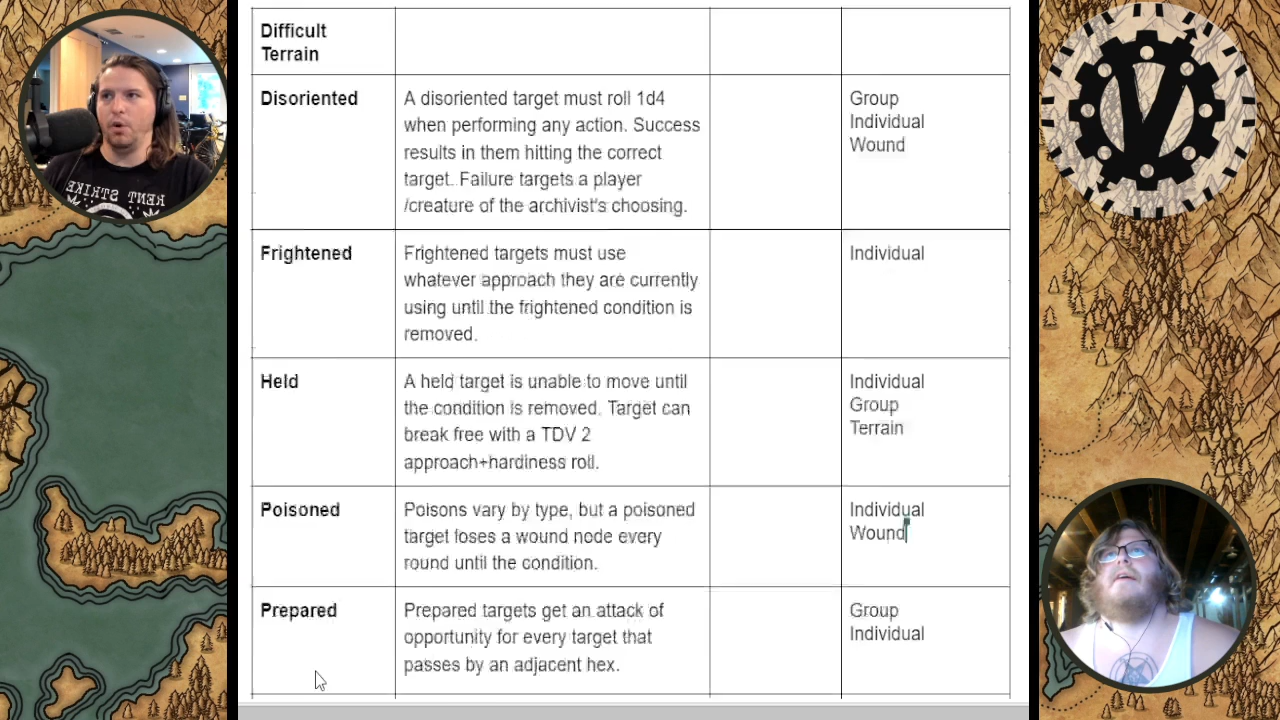 Difficult
Terrain
Disoriented
A disoriented target must roll 1d4
when performing any action. Success
results in them hitting the correct
target. Failure targets a player
/creature of the archivist's choosing.
Group
Individual
Wound
Frightened
Frightened targets must use
whatever approach they are currently
using until the frightened condition is
removed.
Individual
Held
A held target is unable to move until
the condition is removed. Target can
break free with a TDV 2
approach+hardiness roll.
Individual
Group
Terrain
Poisoned
Poisons vary by type, but a poisoned
target loses a wound node every
round until the condition.
Individual
Wound
Prepared
Prepared targets get an attack of
opportunity for every target that
passes by an adjacent hex.
Group
Individual
RENT STRIKE
V